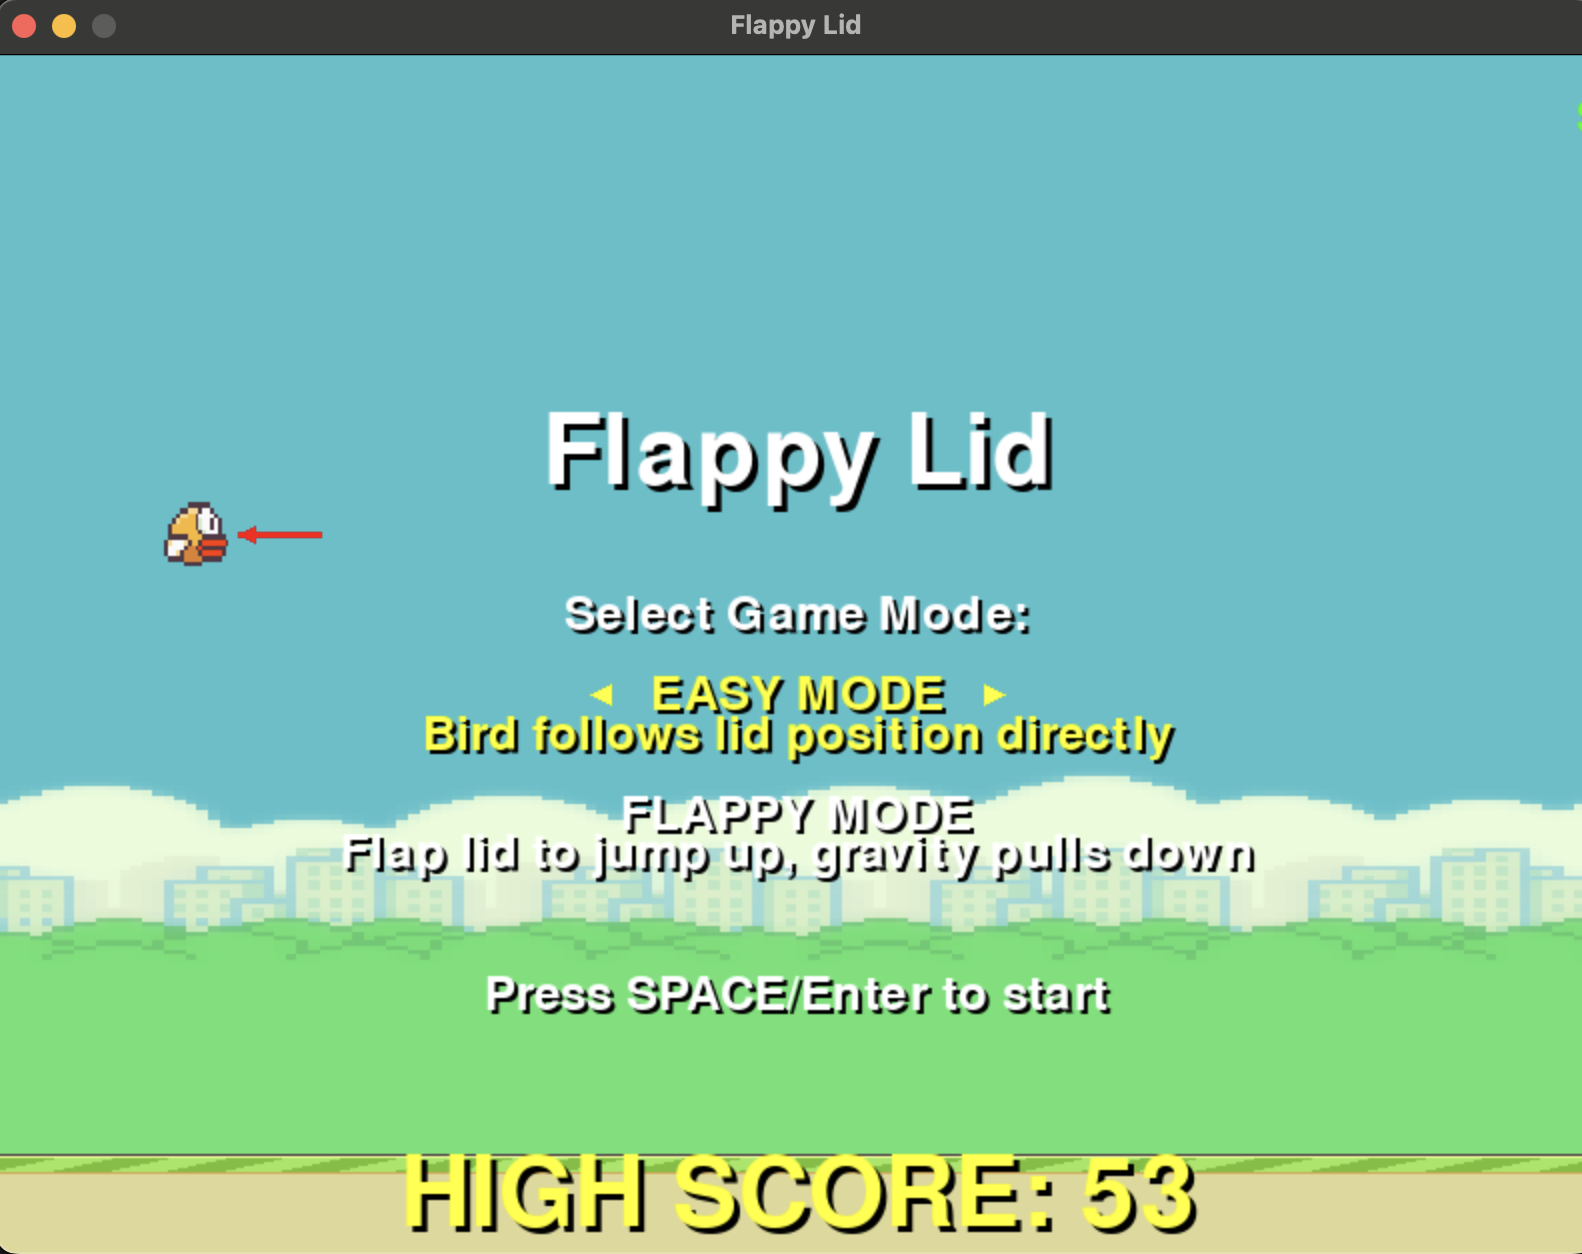 Flappy Lid
Flappy Lid
Select Game Mode:
◄ EASY MODE ►
Bird follows lid position directly
FLAPPY MODE
Flap lid to jump up, gravity pulls down
Press SPACE/Enter to start
HIGH SCORE: 53